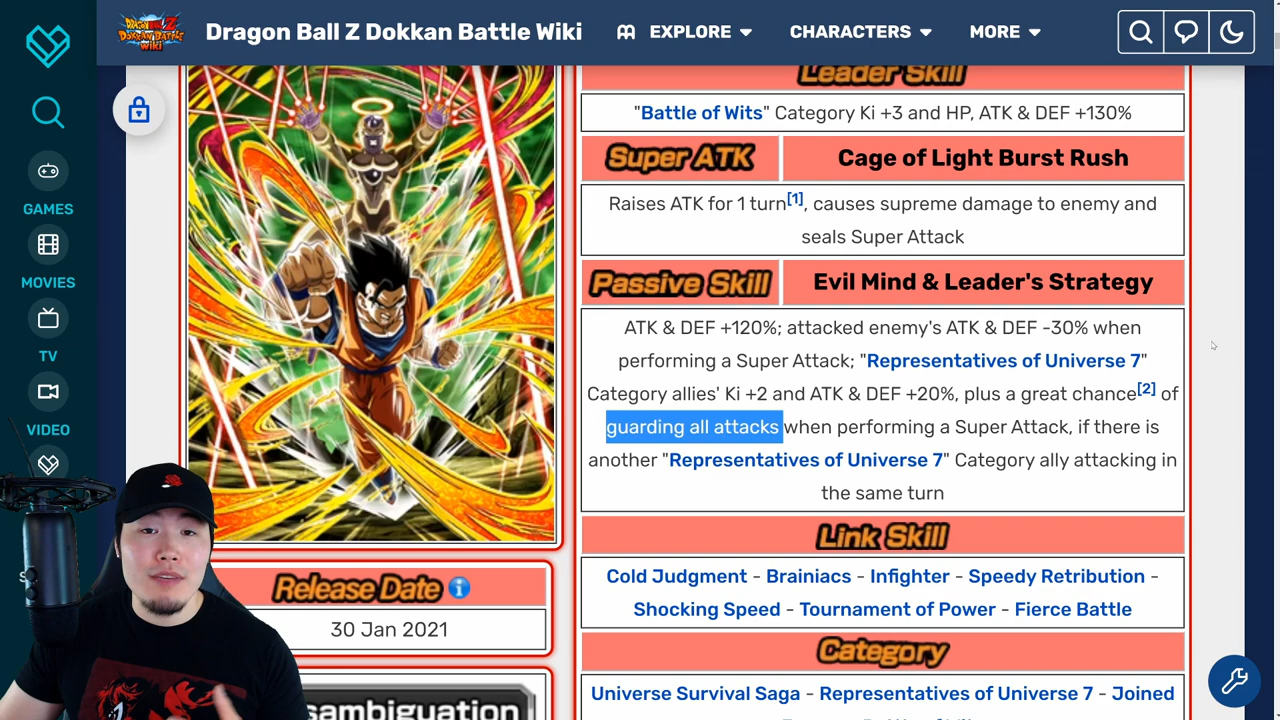 DRAGON BALL Z DOKKAN BATTLE WIKI
Dragon Ball Z Dokkan Battle Wiki
EXPLORE
CHARACTERS
MORE
GAMES
MOVIES
TV
VIDEO
Leader Skill
"Battle of Wits" Category Ki +3 and HP, ATK & DEF +130%
Super ATK
Cage of Light Burst Rush
Raises ATK for 1 turn[1], causes supreme damage to enemy and
seals Super Attack
Passive Skill
Evil Mind & Leader's Strategy
ATK & DEF +120%; attacked enemy's ATK & DEF -30% when
performing a Super Attack; "Representatives of Universe 7"
Category allies' Ki +2 and ATK & DEF +20%, plus a great chance[2] of
guarding all attacks when performing a Super Attack, if there is
another "Representatives of Universe 7" Category ally attacking in
the same turn
Link Skill
Cold Judgment - Brainiacs - Infighter - Speedy Retribution -
Shocking Speed - Tournament of Power - Fierce Battle
Category
Universe Survival Saga - Representatives of Universe 7 - Joined
Release Date i
30 Jan 2021
sambiguation